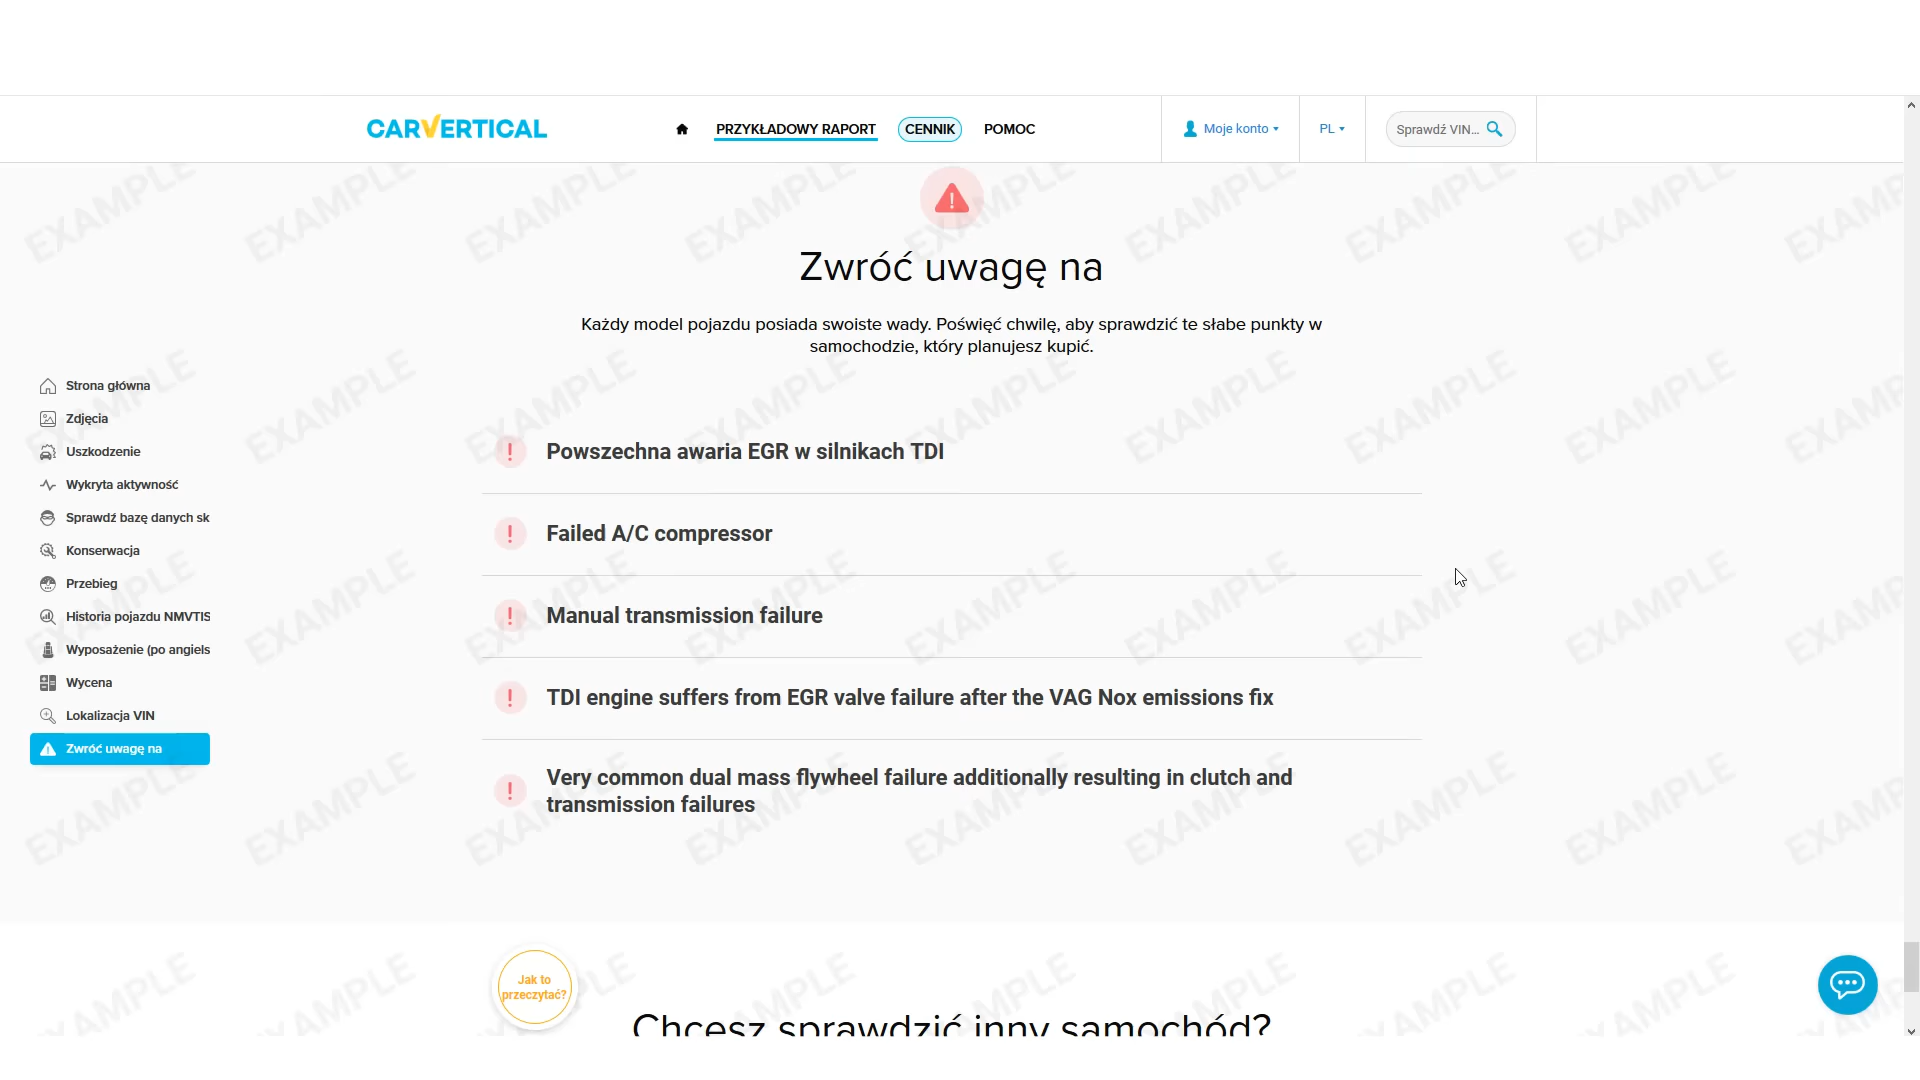 CARVERTICAL
PRZYKŁADOWY RAPORT
CENNIK
POMOC
Moje konto
PL
Sprawdź VIN...
Zwróć uwagę na
Każdy model pojazdu posiada swoiste wady. Poświęć chwilę, aby sprawdzić te słabe punkty w
samochodzie, który planujesz kupić.
Strona główna
Zdjęcia
Uszkodzenie
Wykryta aktywność
Sprawdź bazę danych sk
Konserwacja
Przebieg
Historia pojazdu NMVTIS
Wyposażenie (po angiels
Wycena
Lokalizacja VIN
Zwróć uwagę na
Powszechna awaria EGR w silnikach TDI
Failed A/C compressor
Manual transmission failure
TDI engine suffers from EGR valve failure after the VAG Nox emissions fix
Very common dual mass flywheel failure additionally resulting in clutch and
transmission failures
Jak to
przeczytać?
Chcesz sprawdzić inny samochód?
EXAMPLE